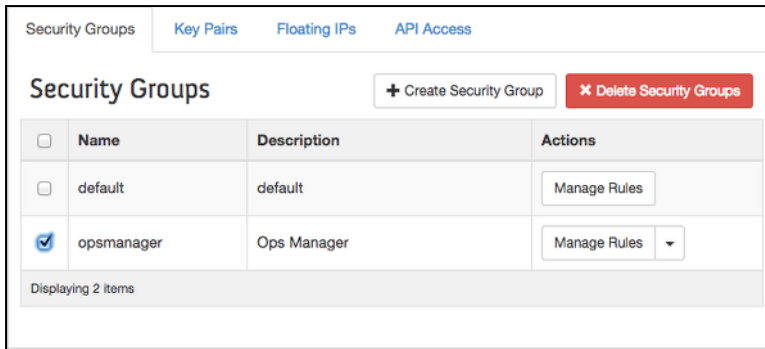 Security Groups Key Pairs Floating IPs API Access
Security Groups + Create Security Group ✖ Delete Security Groups
Name Description Actions
default default Manage Rules
opsmanager Ops Manager Manage Rules
Displaying 2 items